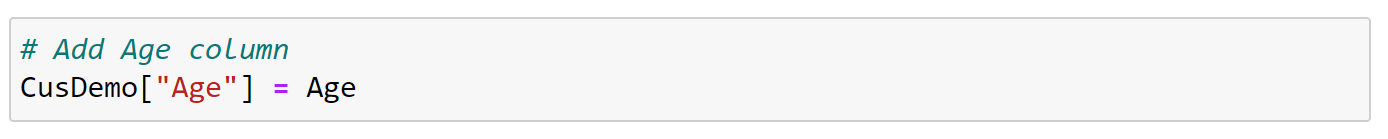 # Add Age column
CusDemo["Age"] = Age